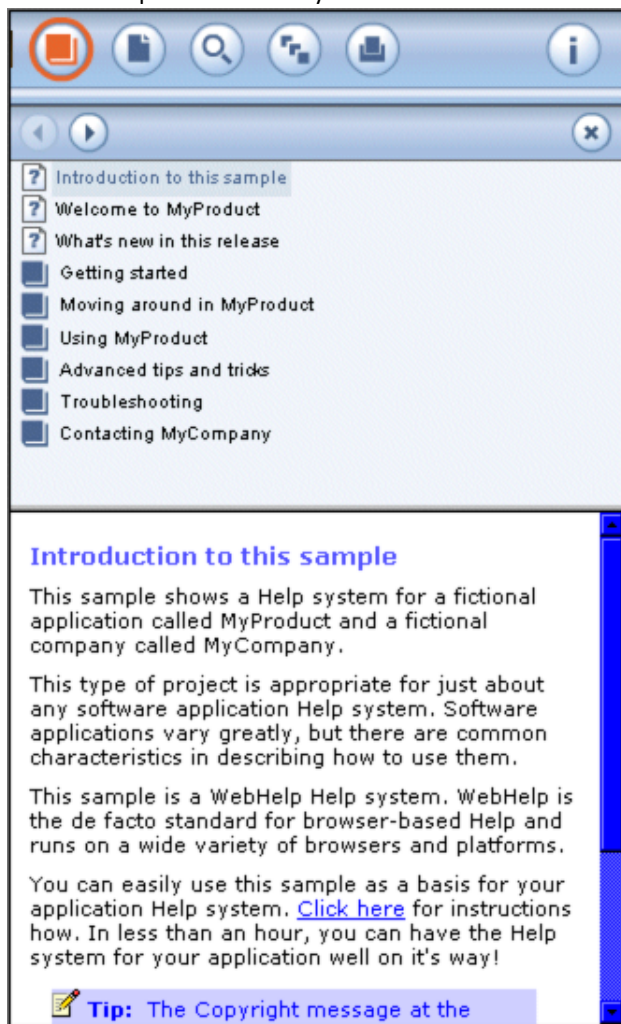 Introduction to this sample
Welcome to MyProduct
What's new in this release
Getting started
Moving around in MyProduct
Using MyProduct
Advanced tips and tricks
Troubleshooting
Contacting MyCompany
Introduction to this sample
This sample shows a Help system for a fictional
application called MyProduct and a fictional
company called MyCompany.
This type of project is appropriate for just about
any software application Help system. Software
applications vary greatly, but there are common
characteristics in describing how to use them.
This sample is a WebHelp Help system. WebHelp is
the de facto standard for browser-based Help and
runs on a wide variety of browsers and platforms.
You can easily use this sample as a basis for your
application Help system. Click here for instructions
how. In less than an hour, you can have the Help
system for your application well on it's way!
Tip: The Copyright message at the